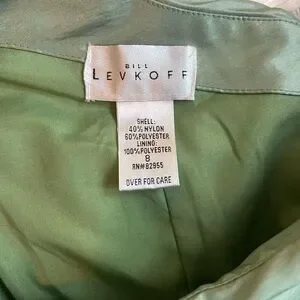 BILL
LEVKOFF
SHELL:
40%NYLON
60%POLYESTER
LINING:
100%POLYESTER
8
RN#82955
OVER FOR CARE